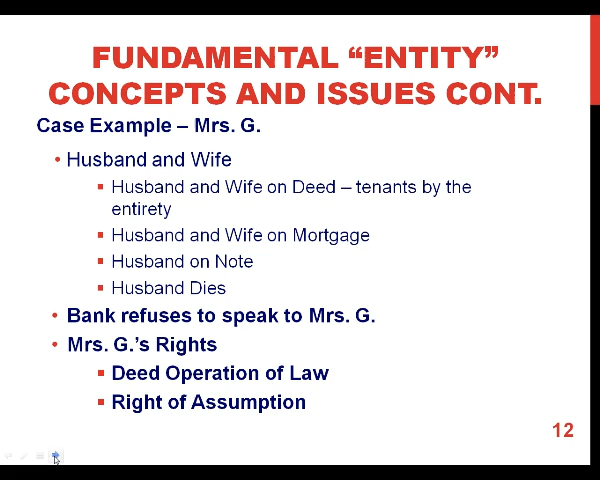 FUNDAMENTAL “ENTITY”
CONCEPTS AND ISSUES CONT.
Case Example – Mrs. G.
• Husband and Wife
▪ Husband and Wife on Deed – tenants by the
entirety
▪ Husband and Wife on Mortgage
▪ Husband on Note
▪ Husband Dies
• Bank refuses to speak to Mrs. G.
• Mrs. G.’s Rights
▪ Deed Operation of Law
▪ Right of Assumption
12